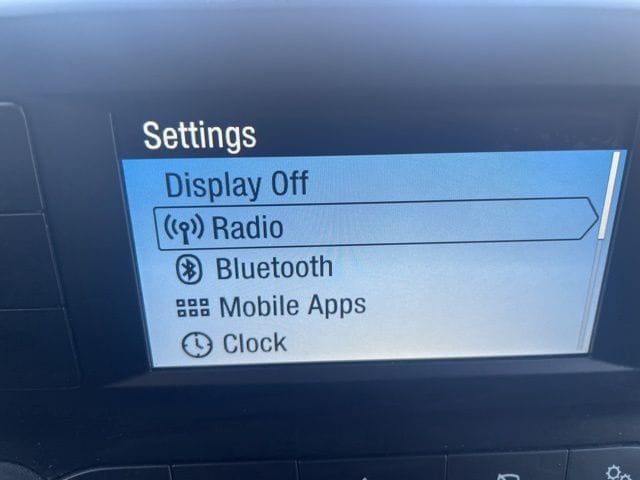 Settings
Display Off
Radio
Bluetooth
Mobile Apps
Clock